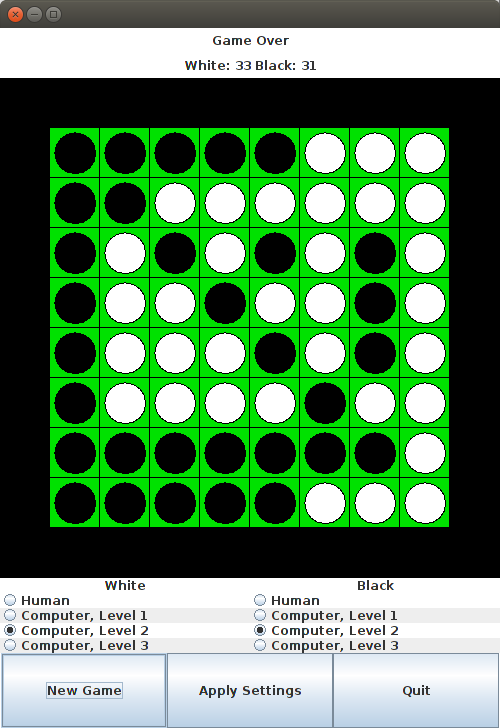 Game Over
White: 33 Black: 31
White Black
Human Human
Computer, Level 1 Computer, Level 1
Computer, Level 2 Computer, Level 2
Computer, Level 3 Computer, Level 3
New Game Apply Settings Quit